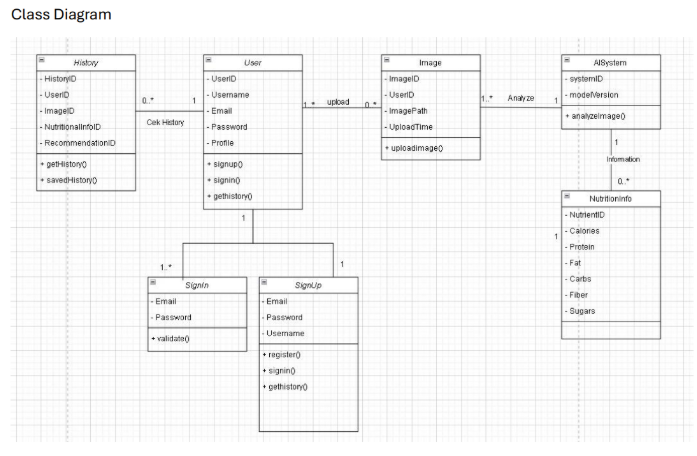 Class Diagram
History
- HistoryID
- UserID
- ImageID
- NutritionalInfoID
- RecommendationID
+ getHistory()
+ savedHistory()
0..*
1
Cek History
User
- UserID
- Username
- Email
- Password
- Profile
+ signup()
+ signin()
+ gethistory()
1..*
upload
0..*
Image
- ImageID
- UserID
- ImagePath
- UploadTime
+ uploadimage()
1..*
Analyze
1
AISystem
- systemID
- modelVersion
+ analyzeImage()
1
Information
0..*
NutritionInfo
- NutrientID
- Calories
- Protein
- Fat
- Carbs
- Fiber
- Sugars
1
1
1..*
1
SignIn
- Email
- Password
+ validate()
SignUp
- Email
- Password
- Username
+ register()
+ signin()
+ gethistory()